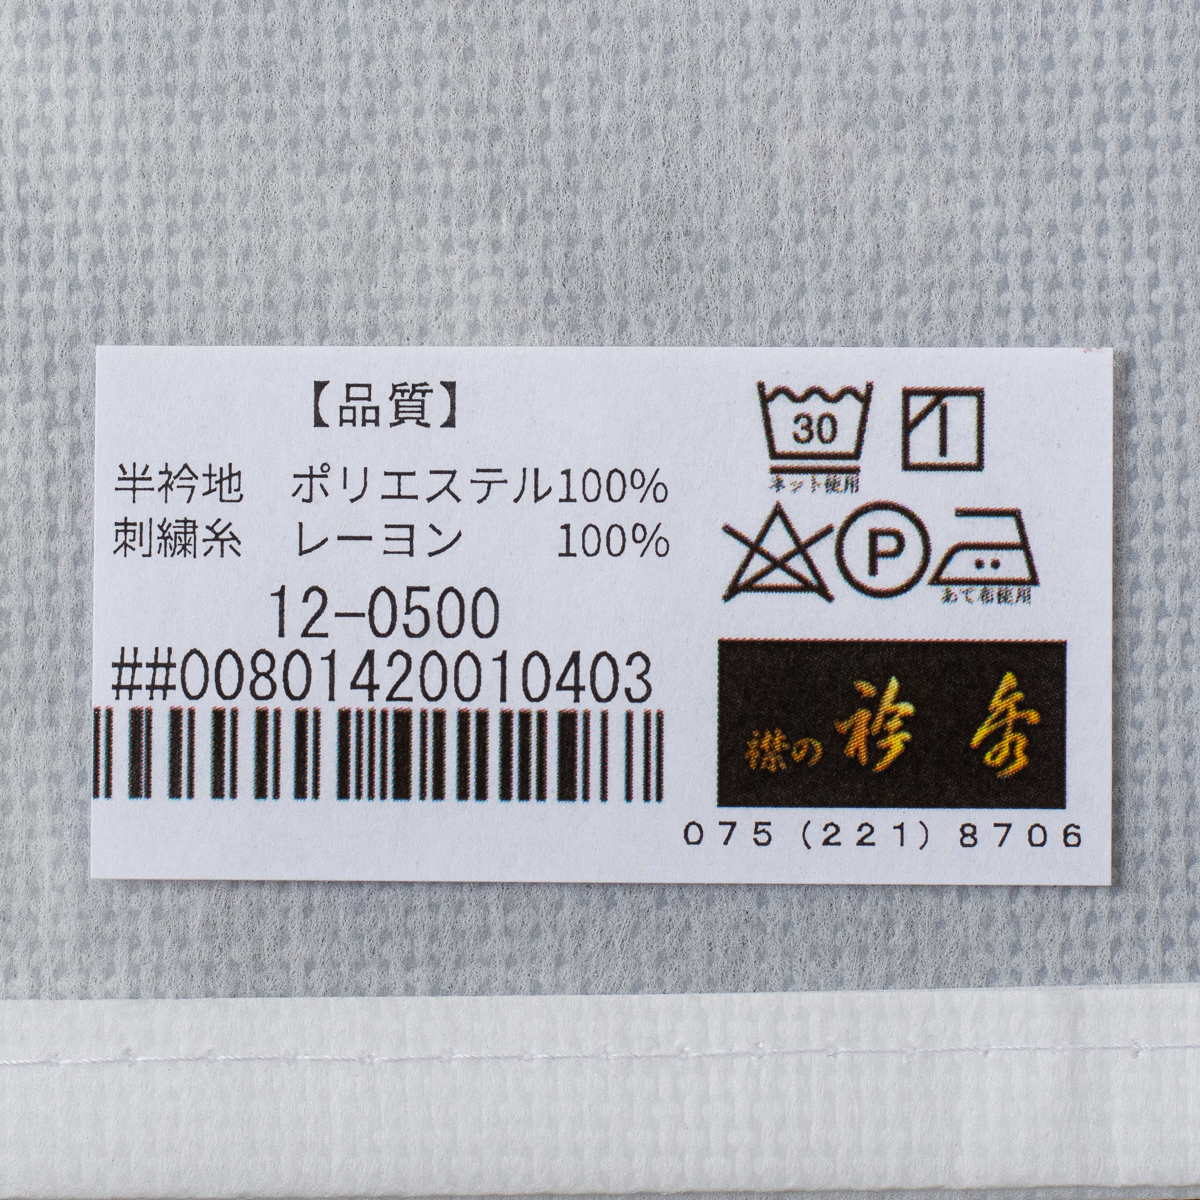 【品質】
半衿地 ポリエステル100%
刺繍糸 レーヨン 100%
12-0500
##00801420010403
30
ネット使用
P
あて布使用
襟の 衿秀
075(221)8706